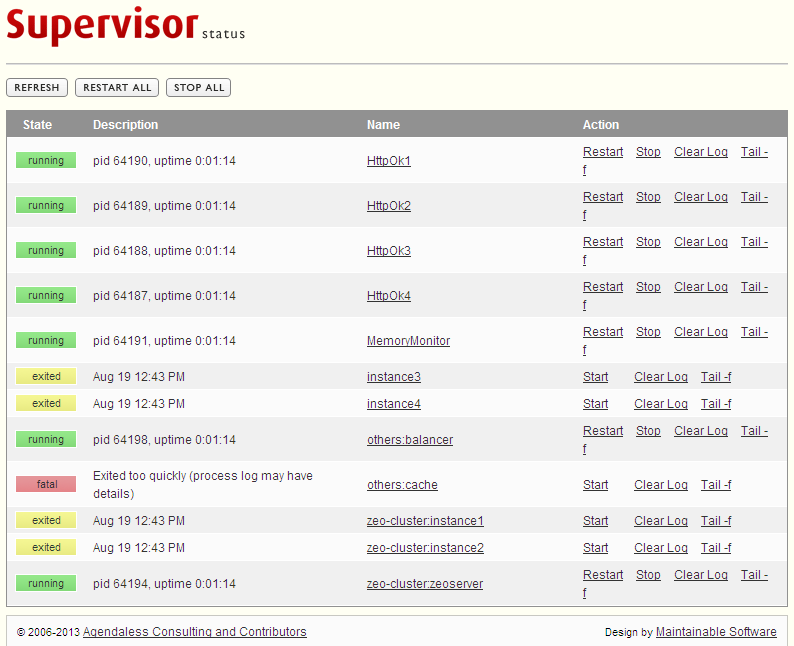 Supervisor status
REFRESH RESTART ALL STOP ALL
State Description Name Action
running pid 64190, uptime 0:01:14 HttpOk1 Restart Stop Clear Log Tail -
f
running pid 64189, uptime 0:01:14 HttpOk2 Restart Stop Clear Log Tail -
f
running pid 64188, uptime 0:01:14 HttpOk3 Restart Stop Clear Log Tail -
f
running pid 64187, uptime 0:01:14 HttpOk4 Restart Stop Clear Log Tail -
f
running pid 64191, uptime 0:01:14 MemoryMonitor Restart Stop Clear Log Tail -
f
exited Aug 19 12:43 PM instance3 Start Clear Log Tail -f
exited Aug 19 12:43 PM instance4 Start Clear Log Tail -f
running pid 64198, uptime 0:01:14 others:balancer Restart Stop Clear Log Tail -
f
fatal Exited too quickly (process log may have
details) others:cache Start Clear Log Tail -f
exited Aug 19 12:43 PM zeo-cluster:instance1 Start Clear Log Tail -f
exited Aug 19 12:43 PM zeo-cluster:instance2 Start Clear Log Tail -f
running pid 64194, uptime 0:01:14 zeo-cluster:zeoserver Restart Stop Clear Log Tail -
f
© 2006-2013 Agendaless Consulting and Contributors Design by Maintainable Software